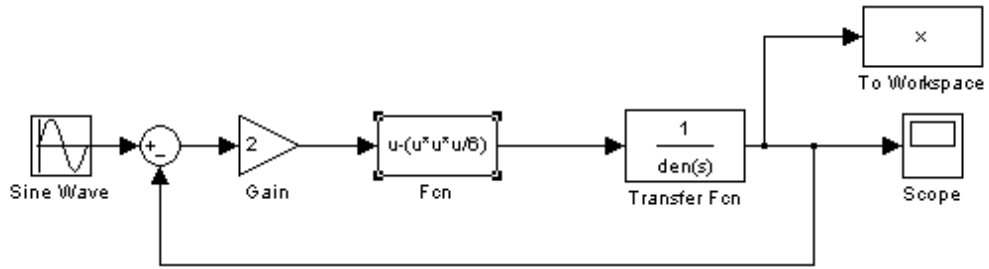 x
To Workspace
+
-
2
u-(u*u*u/6)
1
den(s)
Sine Wave
Gain
Fcn
Transfer Fcn
Scope